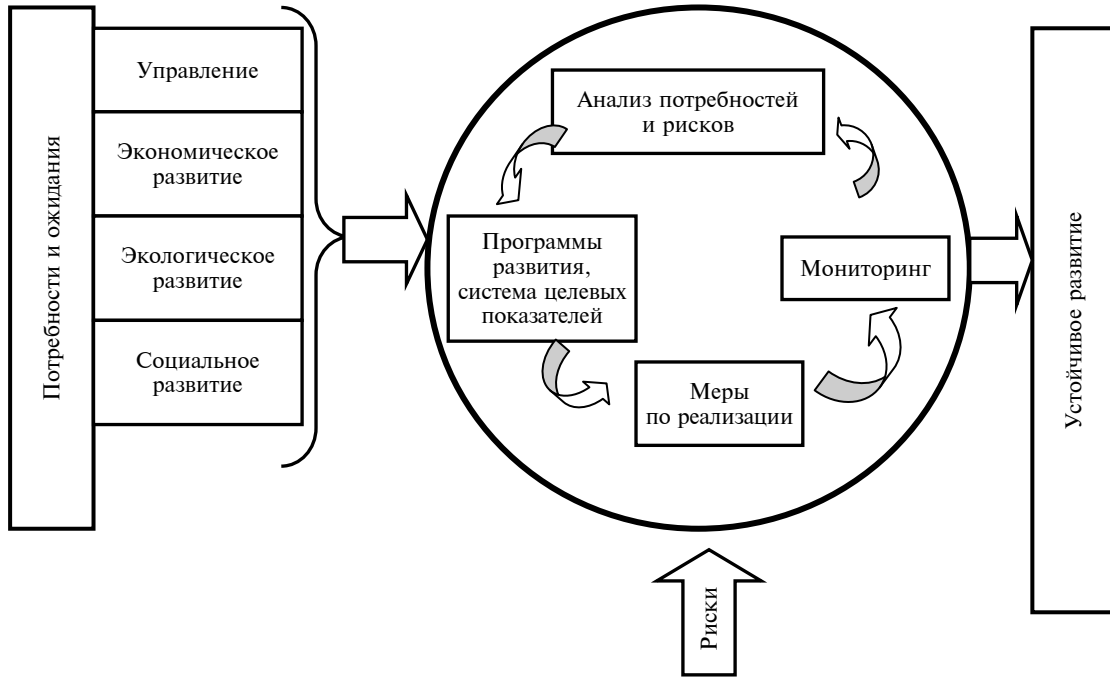 Потребности и ожидания
Управление
Экономическое
развитие
Экологическое
развитие
Социальное
развитие
Анализ потребностей
и рисков
Программы
развития,
система целевых
показателей
Мониторинг
Меры
по реализации
Риски
Устойчивое развитие